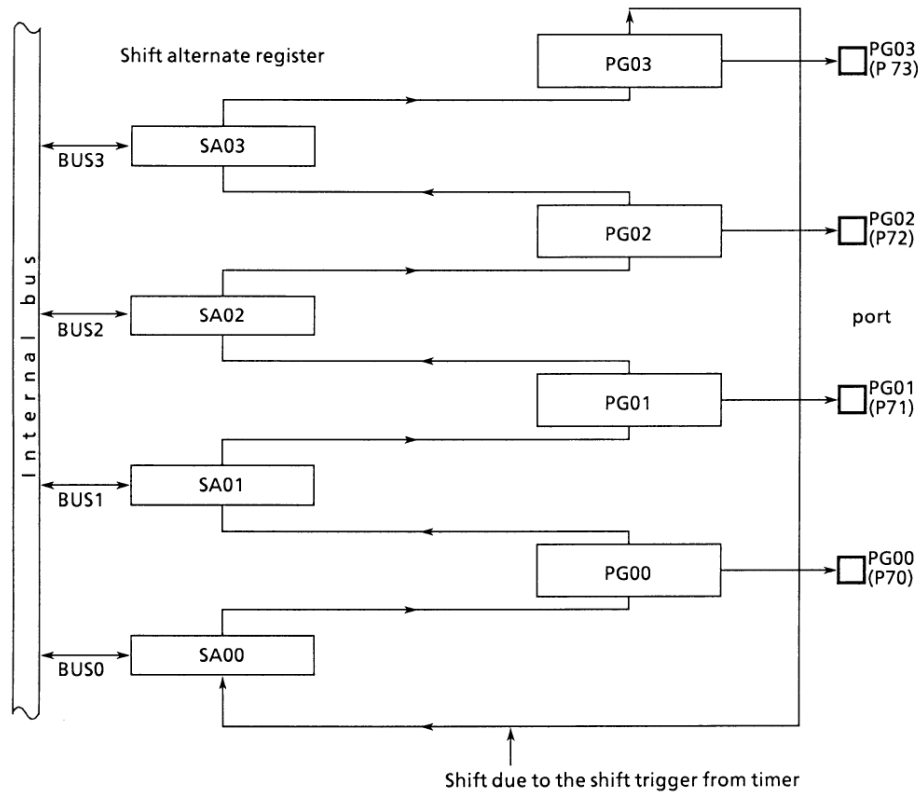 Shift alternate register
PG03
PG03
(P 73)
SA03
BUS3
PG02
PG02
(P72)
SA02
BUS2
port
PG01
PG01
(P71)
SA01
BUS1
PG00
PG00
(P70)
SA00
BUS0
Internal bus
Shift due to the shift trigger from timer